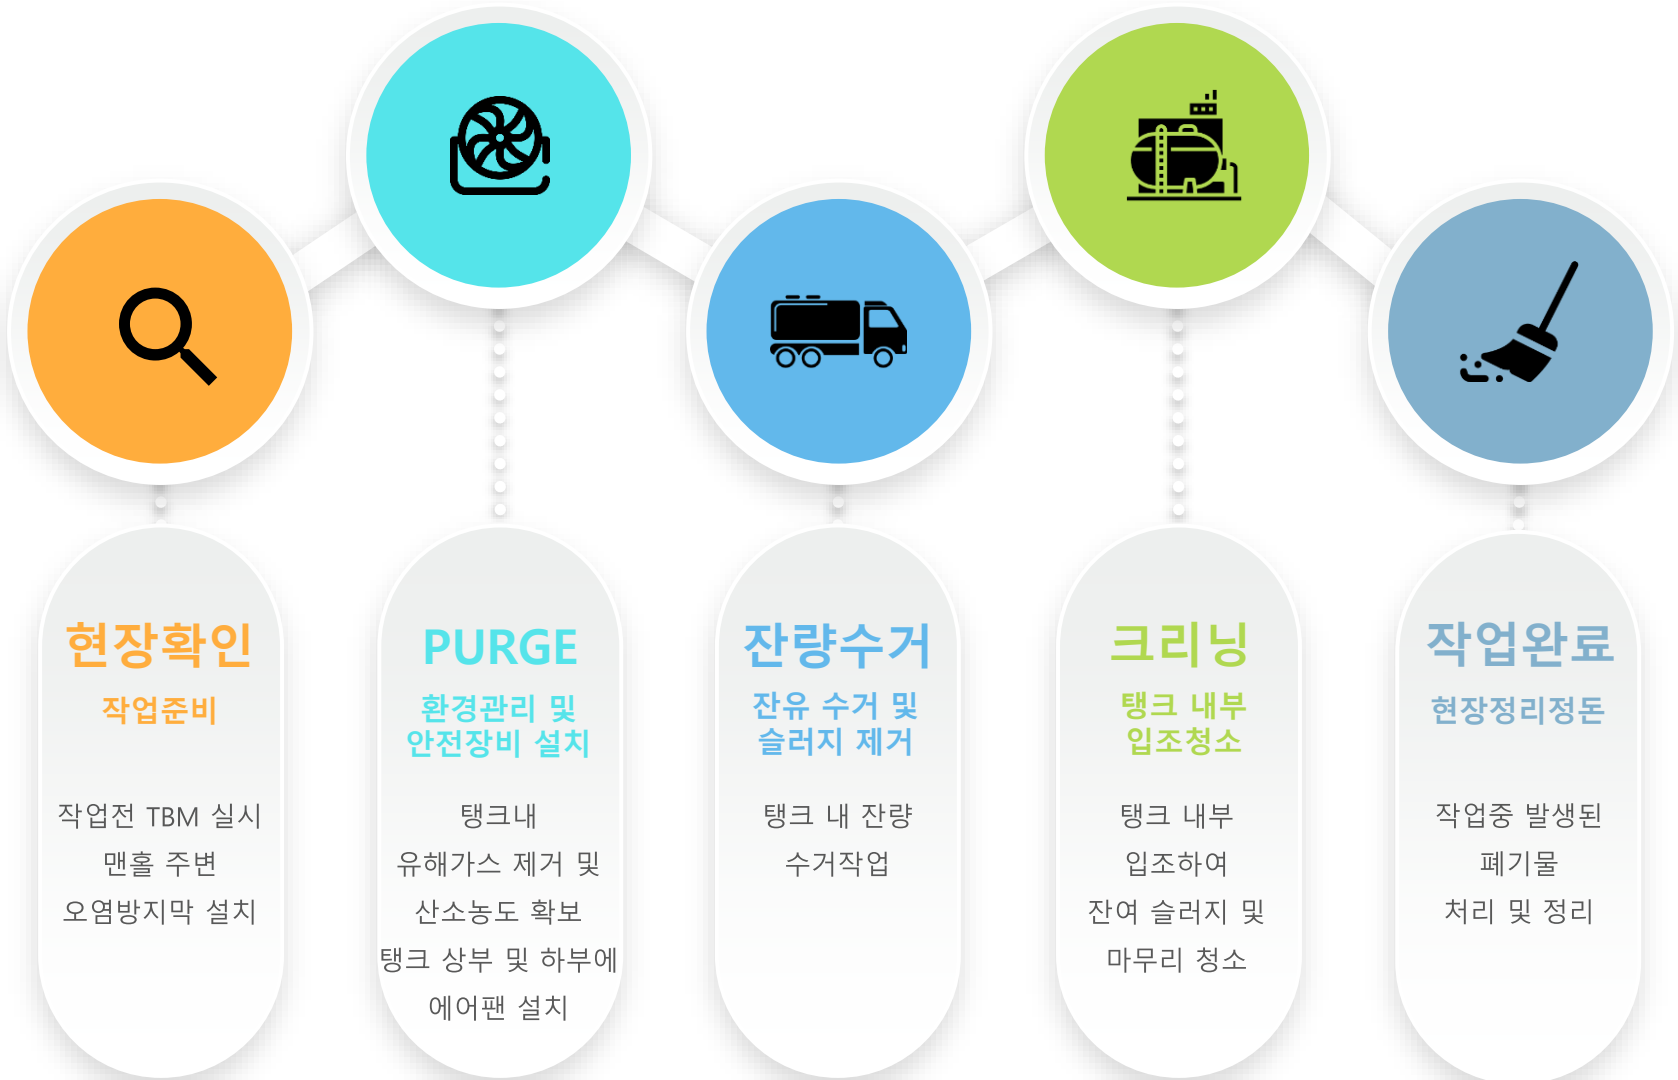 현장확인
작업준비
작업전 TBM 실시
맨홀 주변
오염방지막 설치
PURGE
환경관리 및
안전장비 설치
탱크내
유해가스 제거 및
산소농도 확보
탱크 상부 및 하부에
에어팬 설치
잔량수거
잔유 수거 및
슬러지 제거
탱크 내 잔량
수거작업
크리닝
탱크 내부
입조청소
탱크 내부
입조하여
잔여 슬러지 및
마무리 청소
작업완료
현장정리정돈
작업중 발생된
폐기물
처리 및 정리